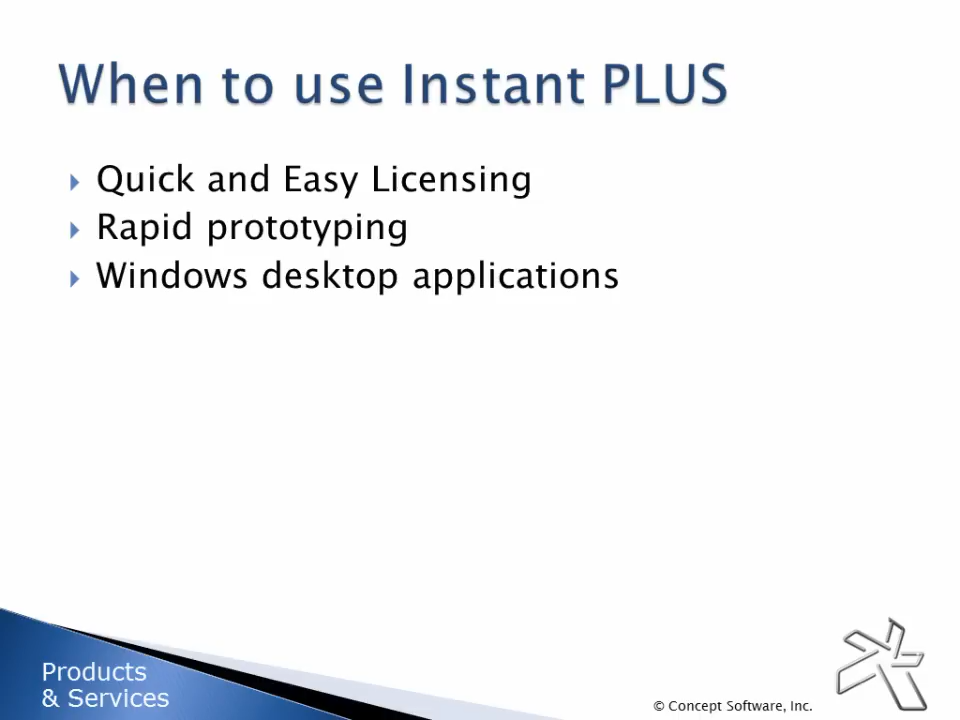 When to use Instant PLUS
Quick and Easy Licensing
Rapid prototyping
Windows desktop applications
Products
& Services
© Concept Software, Inc.